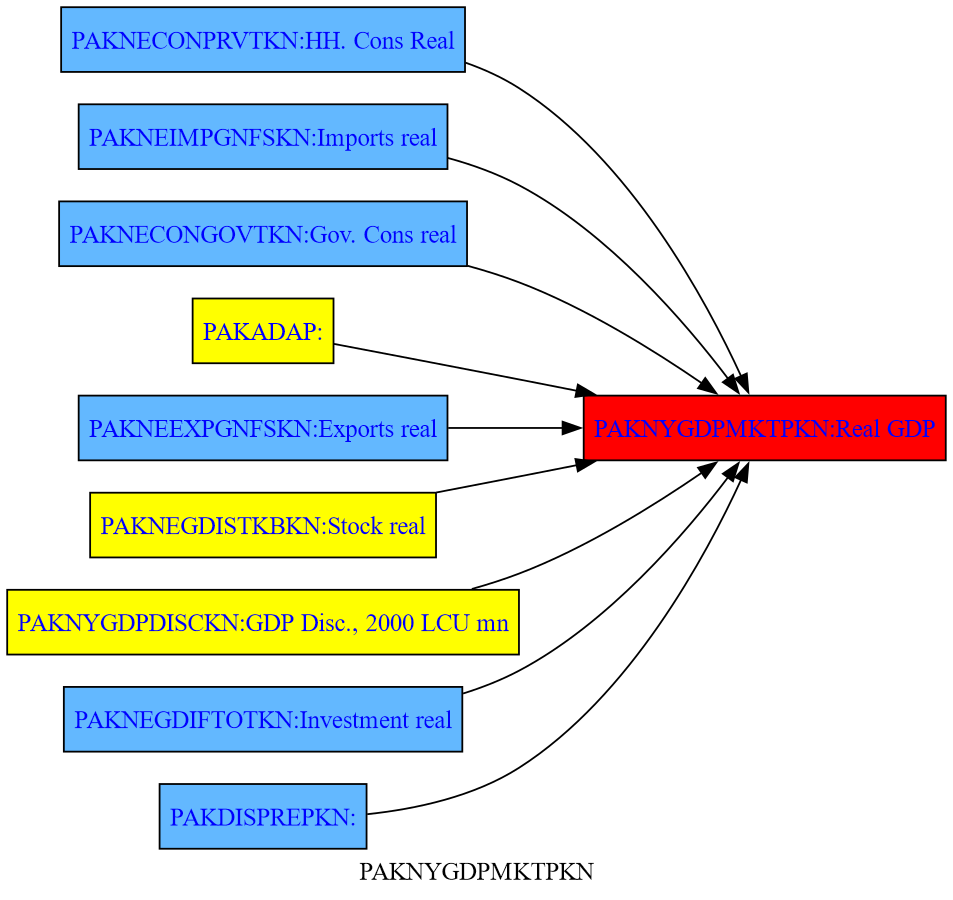 PAKNECONPRVTKN:HH. Cons Real
PAKNEIMPGNFSKN:Imports real
PAKNECONGOVTKN:Gov. Cons real
PAKADAP:
PAKNEEXPGNFSKN:Exports real
PAKNYGDPMKTPKN:Real GDP
PAKNEGDISTKBKN:Stock real
PAKNYGDPDISCKN:GDP Disc., 2000 LCU mn
PAKNEGDIFTOTKN:Investment real
PAKDISPREPKN:
PAKNYGDPMKTPKN